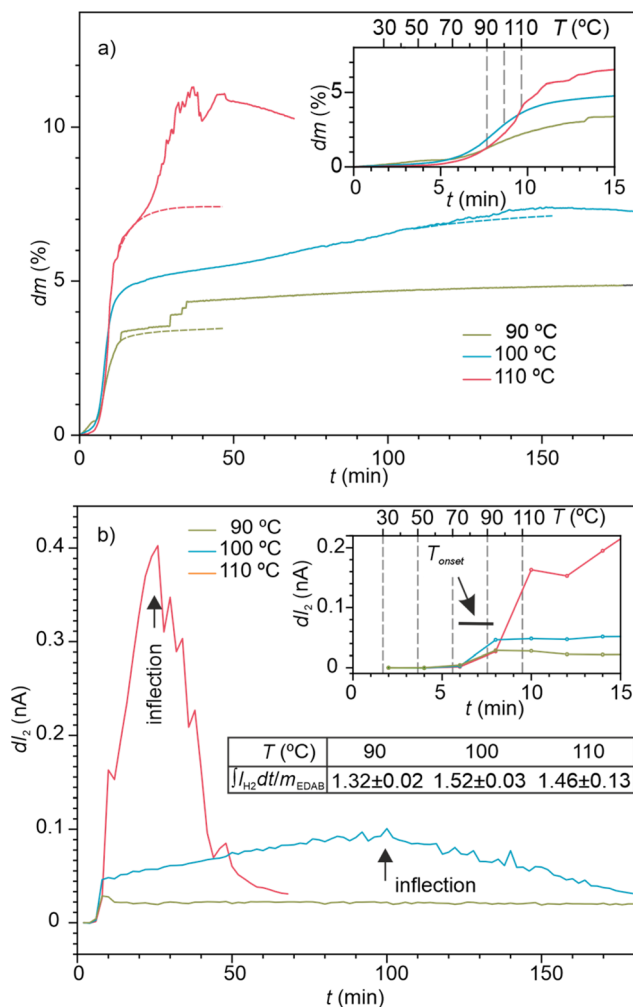 a)
T (ºC)
30 50 70 90 110
dm (%)
5
0
0 5 10 15
t (min)
dm (%)
10
5
0
90 ºC
100 ºC
110 ºC
0 50 100 150
t (min)
b)
90 ºC
100 ºC
110 ºC
T (ºC)
30 50 70 90 110
dI2 (nA)
0.2
0.1
0
T onset
0 5 10 15
t (min)
dI2 (nA)
0.4
0.3
0.2
0.1
0
inflection
T (ºC) 90 100 110
∫IH2dt/mEDAB 1.32±0.02 1.52±0.03 1.46±0.13
inflection
0 50 100 150
t (min)